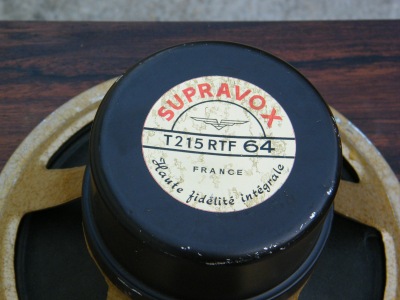 SUPRAVOX
T215 RTF 64
FRANCE
Haute fidélité intégrale